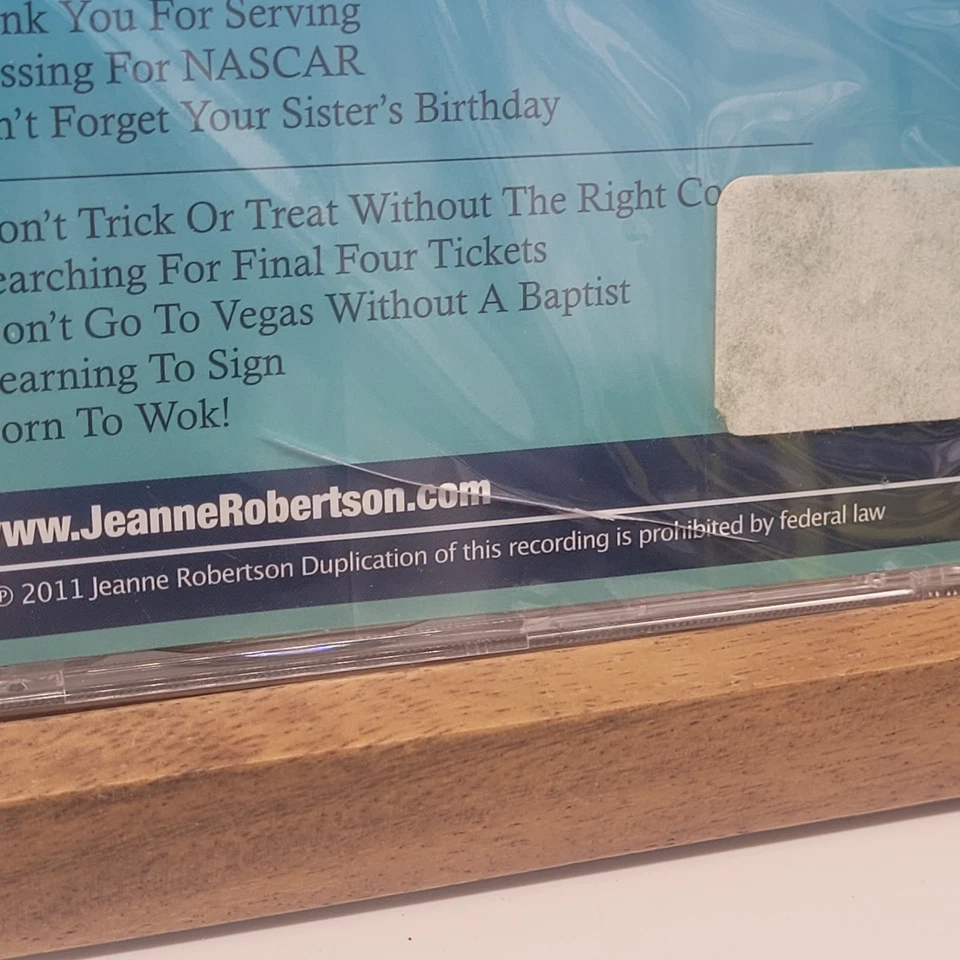 nk You For Serving
ssing For NASCAR
n't Forget Your Sister's Birthday
on't Trick Or Treat Without The Right Co
earching For Final Four Tickets
on't Go To Vegas Without A Baptist
earning To Sign
orn To Wok!
ww.JeanneRobertson.com
℗ 2011 Jeanne Robertson Duplication of this recording is prohibited by federal law